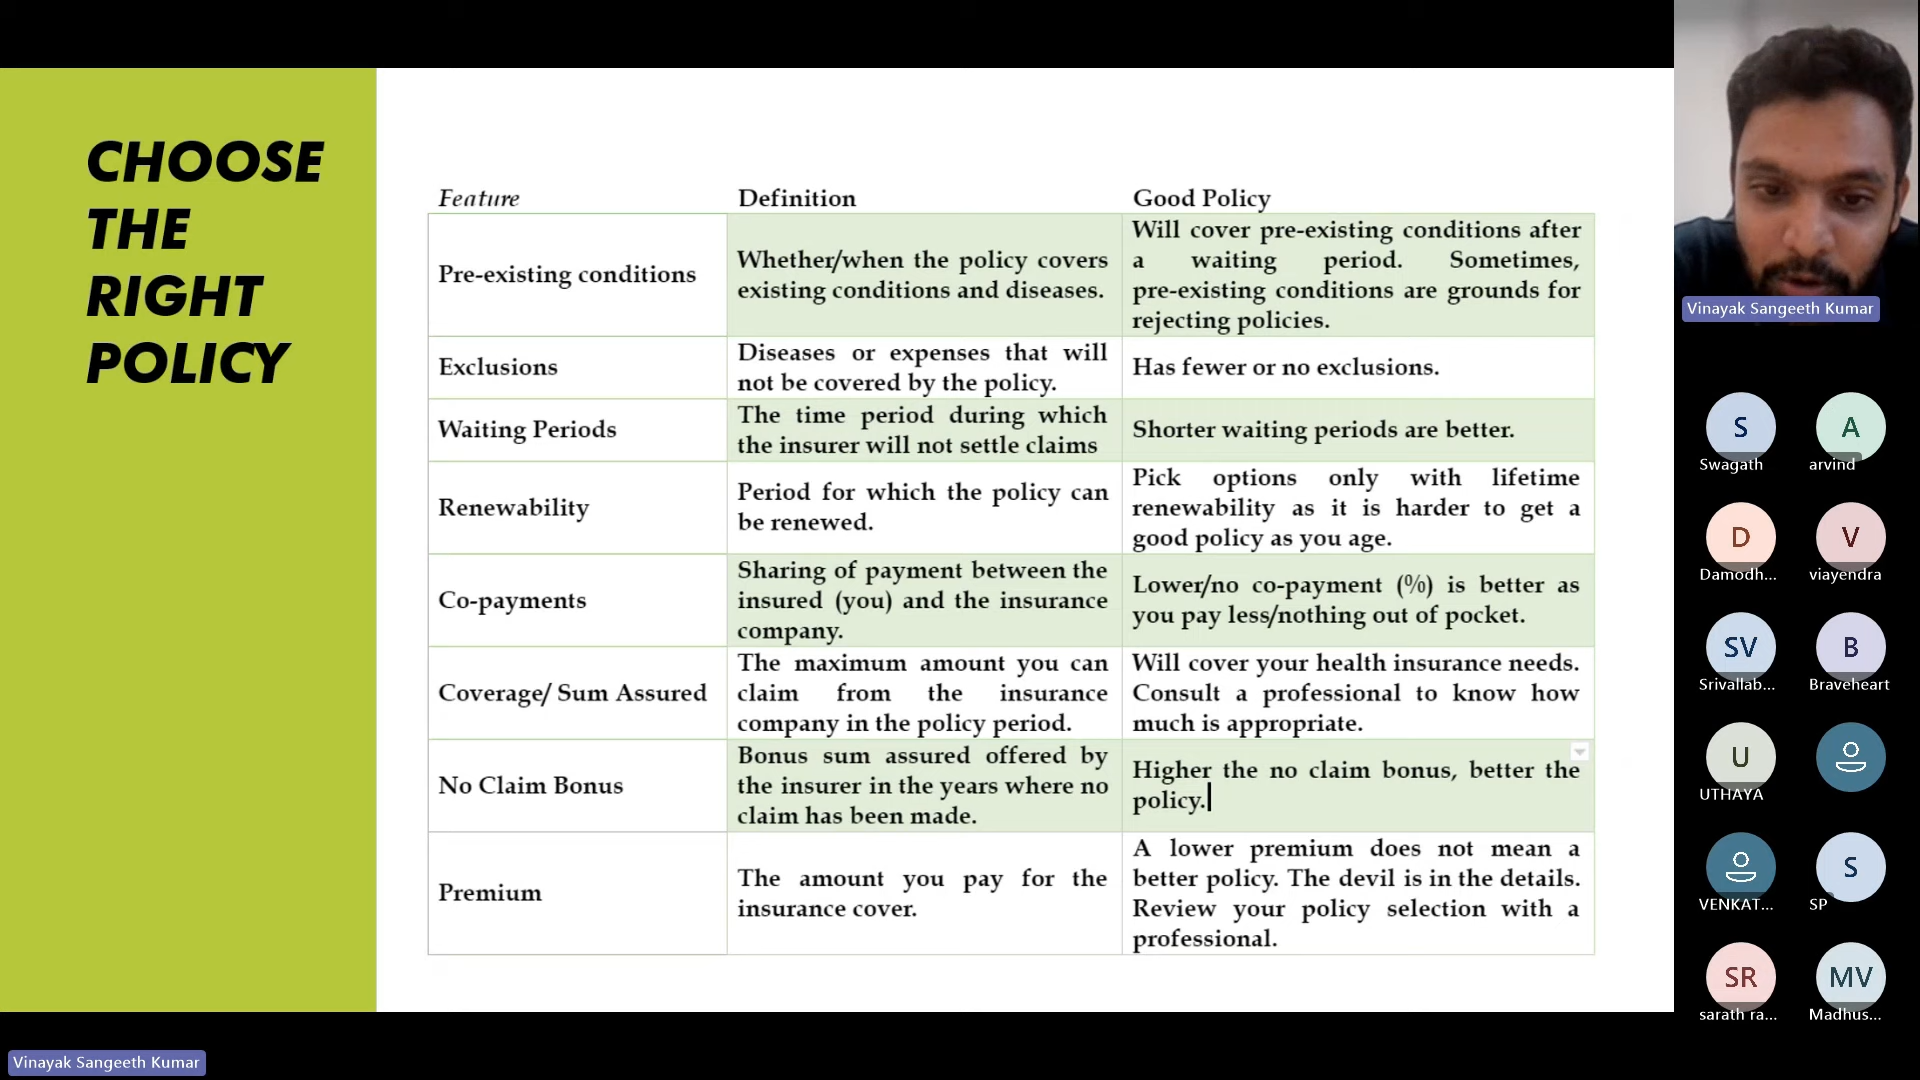 CHOOSE
THE
RIGHT
POLICY
Feature
Definition
Good Policy
Pre-existing conditions
Whether/when the policy covers
existing conditions and diseases.
Will cover pre-existing conditions after
a waiting period. Sometimes,
pre-existing conditions are grounds for
rejecting policies.
Exclusions
Diseases or expenses that will
not be covered by the policy.
Has fewer or no exclusions.
Waiting Periods
The time period during which
the insurer will not settle claims
Shorter waiting periods are better.
Renewability
Period for which the policy can
be renewed.
Pick options only with lifetime
renewability as it is harder to get a
good policy as you age.
Co-payments
Sharing of payment between the
insured (you) and the insurance
company.
Lower/no co-payment (%) is better as
you pay less/nothing out of pocket.
Coverage/ Sum Assured
The maximum amount you can
claim from the insurance
company in the policy period.
Will cover your health insurance needs.
Consult a professional to know how
much is appropriate.
No Claim Bonus
Bonus sum assured offered by
the insurer in the years where no
claim has been made.
Higher the no claim bonus, better the
policy.
Premium
The amount you pay for the
insurance cover.
A lower premium does not mean a
better policy. The devil is in the details.
Review your policy selection with a
professional.
Vinayak Sangeeth Kumar
S
Swagath
A
arvind
D
Damodh...
V
viayendra
SV
Srivallab...
B
Braveheart
U
UTHAYA
VENKAT...
S
SP
SR
sarath ra...
MV
Madhus...
Vinayak Sangeeth Kumar